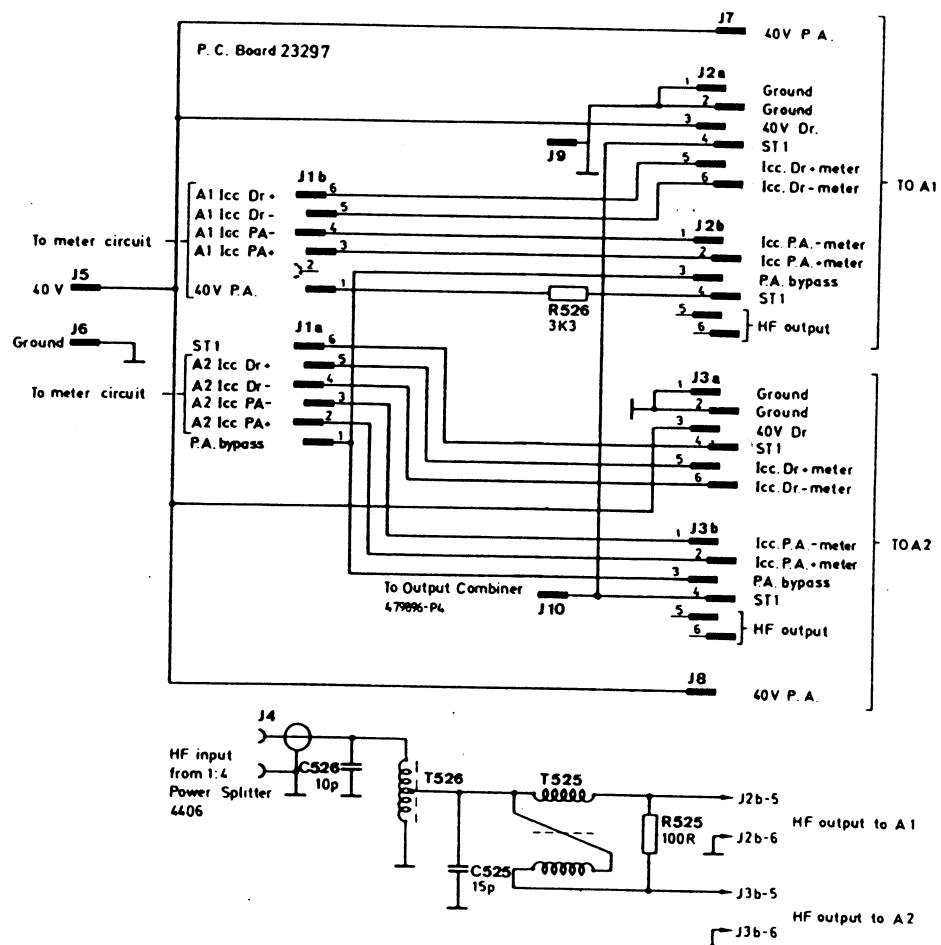 J7
40V P.A.
P.C. Board 23297
J2a
1 Ground
2 Ground
3 40V Dr.
4 ST1
5 Icc. Dr+meter
6 Icc. Dr-meter
J9
TO A1
J1b
A1 Icc Dr+ 6
A1 Icc Dr- 5
A1 Icc PA- 4
A1 Icc PA+ 3
2
40V P.A. 1
To meter circuit
J2b
1 Icc. P.A.-meter
2 Icc P.A.+meter
3 P.A. bypass
4 ST1
5
6
HF output
J5
40 V
R526
3K3
J6
Ground
J1a
ST1 6
A2 Icc Dr+ 5
A2 Icc Dr- 4
A2 Icc PA- 3
A2 Icc PA+ 2
P.A. bypass 1
To meter circuit
J3a
1 Ground
2 Ground
3 40V Dr
4 ST1
5 Icc. Dr+meter
6 Icc. Dr.-meter
TO A2
J3b
1 Icc. P.A.-meter
2 Icc P.A.+meter
3 P.A. bypass
4 ST1
5
6
HF output
To Output Combiner
479896-P4
J10
J8
40V P.A.
J4
HF input
from 1:4
Power Splitter
4406
C526
10p
T526
T525
C525
15p
R525
100R
J2b-5
HF output to A1
J2b-6
J3b-5
HF output to A2
J3b-6